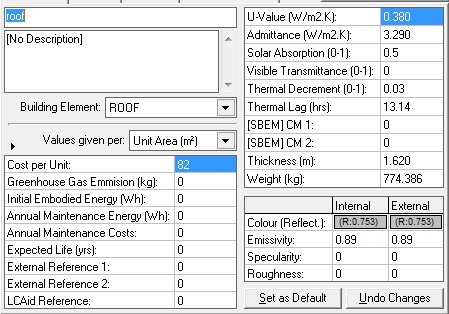 roof
[No Description]
Building Element: ROOF
Values given per: Unit Area (m²)
Cost per Unit: 82
Greenhouse Gas Emmision (kg): 0
Initial Embodied Energy (Wh): 0
Annual Maintenance Energy (Wh): 0
Annual Maintenance Costs: 0
Expected Life (yrs): 0
External Reference 1: 0
External Reference 2: 0
LCAid Reference: 0
U-Value (W/m2.K): 0.380
Admittance (W/m2.K): 3.290
Solar Absorption (0-1): 0.5
Visible Transmittance (0-1): 0
Thermal Decrement (0-1): 0.03
Thermal Lag (hrs): 13.14
[SBEM] CM 1: 0
[SBEM] CM 2: 0
Thickness (m): 1.620
Weight (kg): 774.386
Internal External
Colour (Reflect.): (R:0.753) (R:0.753)
Emissivity: 0.89 0.89
Specularity: 0 0
Roughness: 0 0
Set as Default Undo Changes